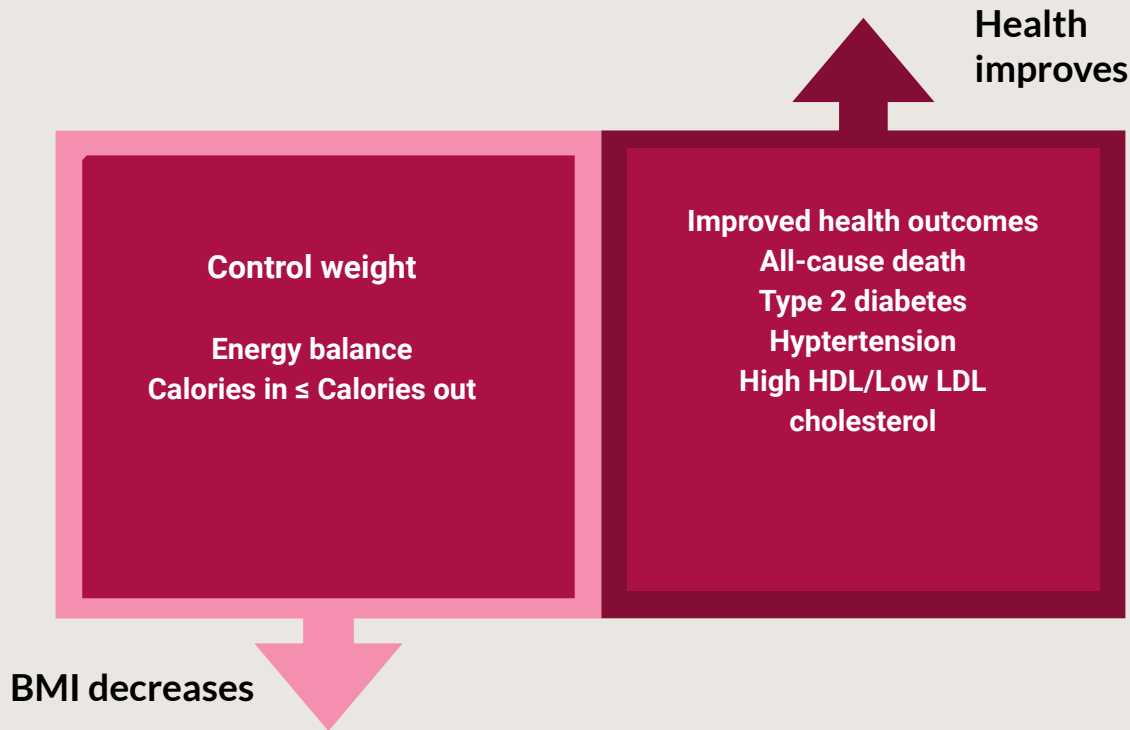 Health
improves
Control weight
Energy balance
Calories in ≤ Calories out
Improved health outcomes
All-cause death
Type 2 diabetes
Hyptertension
High HDL/Low LDL
cholesterol
BMI decreases